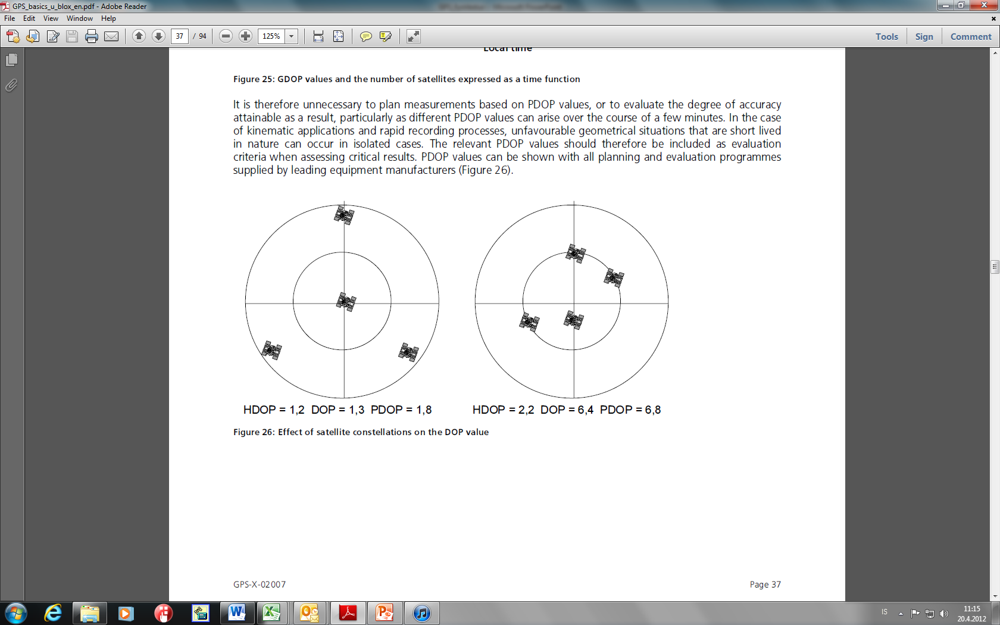 GPS_basics_u_blox_en.pdf - Adobe Reader
File Edit View Window Help
37 / 94 125% Tools Sign Comment
Local time
Figure 25: GDOP values and the number of satellites expressed as a time function
It is therefore unnecessary to plan measurements based on PDOP values, or to evaluate the degree of accuracy
attainable as a result, particularly as different PDOP values can arise over the course of a few minutes. In the case
of kinematic applications and rapid recording processes, unfavourable geometrical situations that are short lived
in nature can occur in isolated cases. The relevant PDOP values should therefore be included as evaluation
criteria when assessing critical results. PDOP values can be shown with all planning and evaluation programmes
supplied by leading equipment manufacturers (Figure 26).
HDOP = 1,2 DOP = 1,3 PDOP = 1,8
HDOP = 2,2 DOP = 6,4 PDOP = 6,8
Figure 26: Effect of satellite constellations on the DOP value
GPS-X-02007 Page 37
IS
11:15
20.4.2012